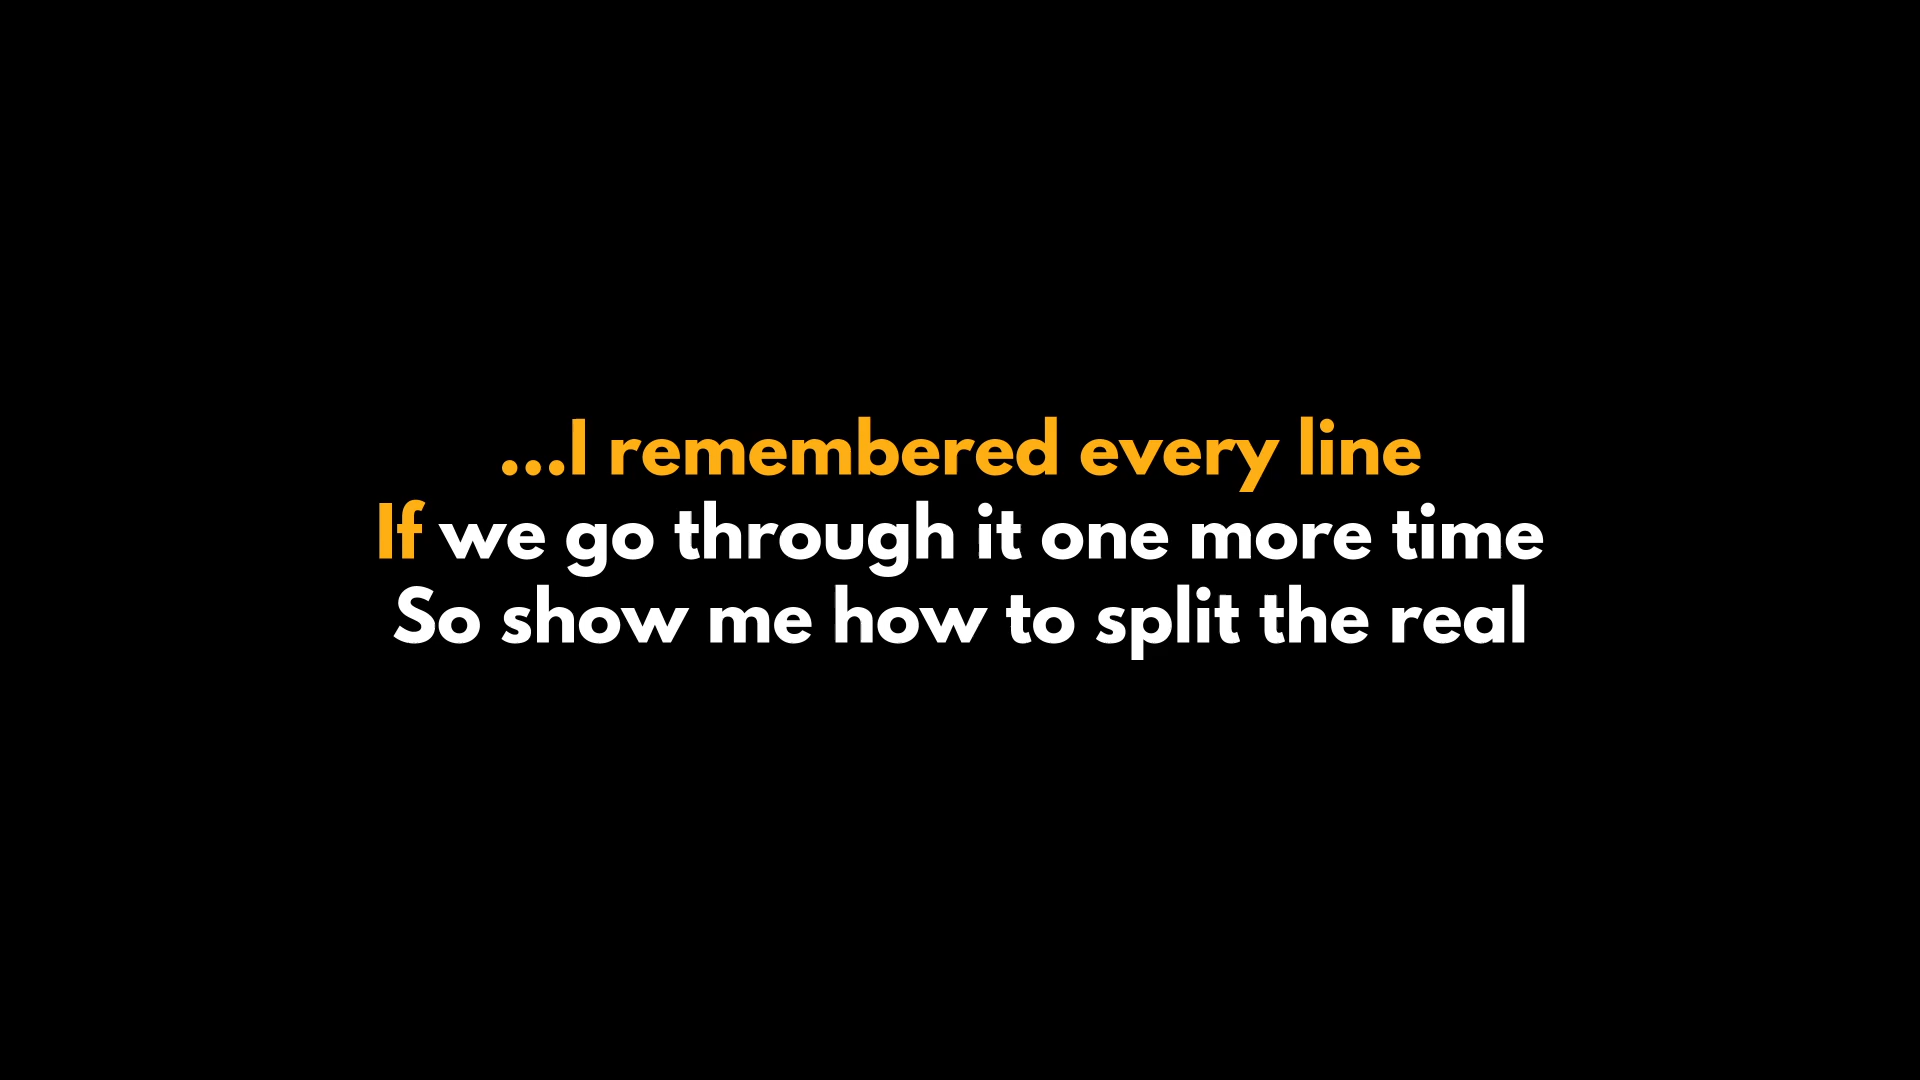 ...I remembered every line
If we go through it one more time
So show me how to split the real